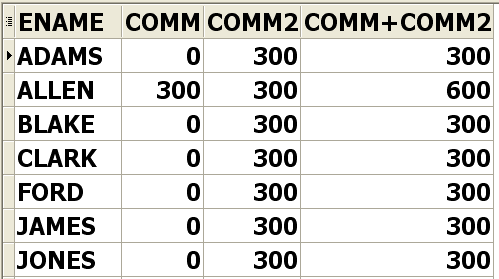 ENAME COMM COMM2 COMM+COMM2
ADAMS 0 300 300
ALLEN 300 300 600
BLAKE 0 300 300
CLARK 0 300 300
FORD 0 300 300
JAMES 0 300 300
JONES 0 300 300